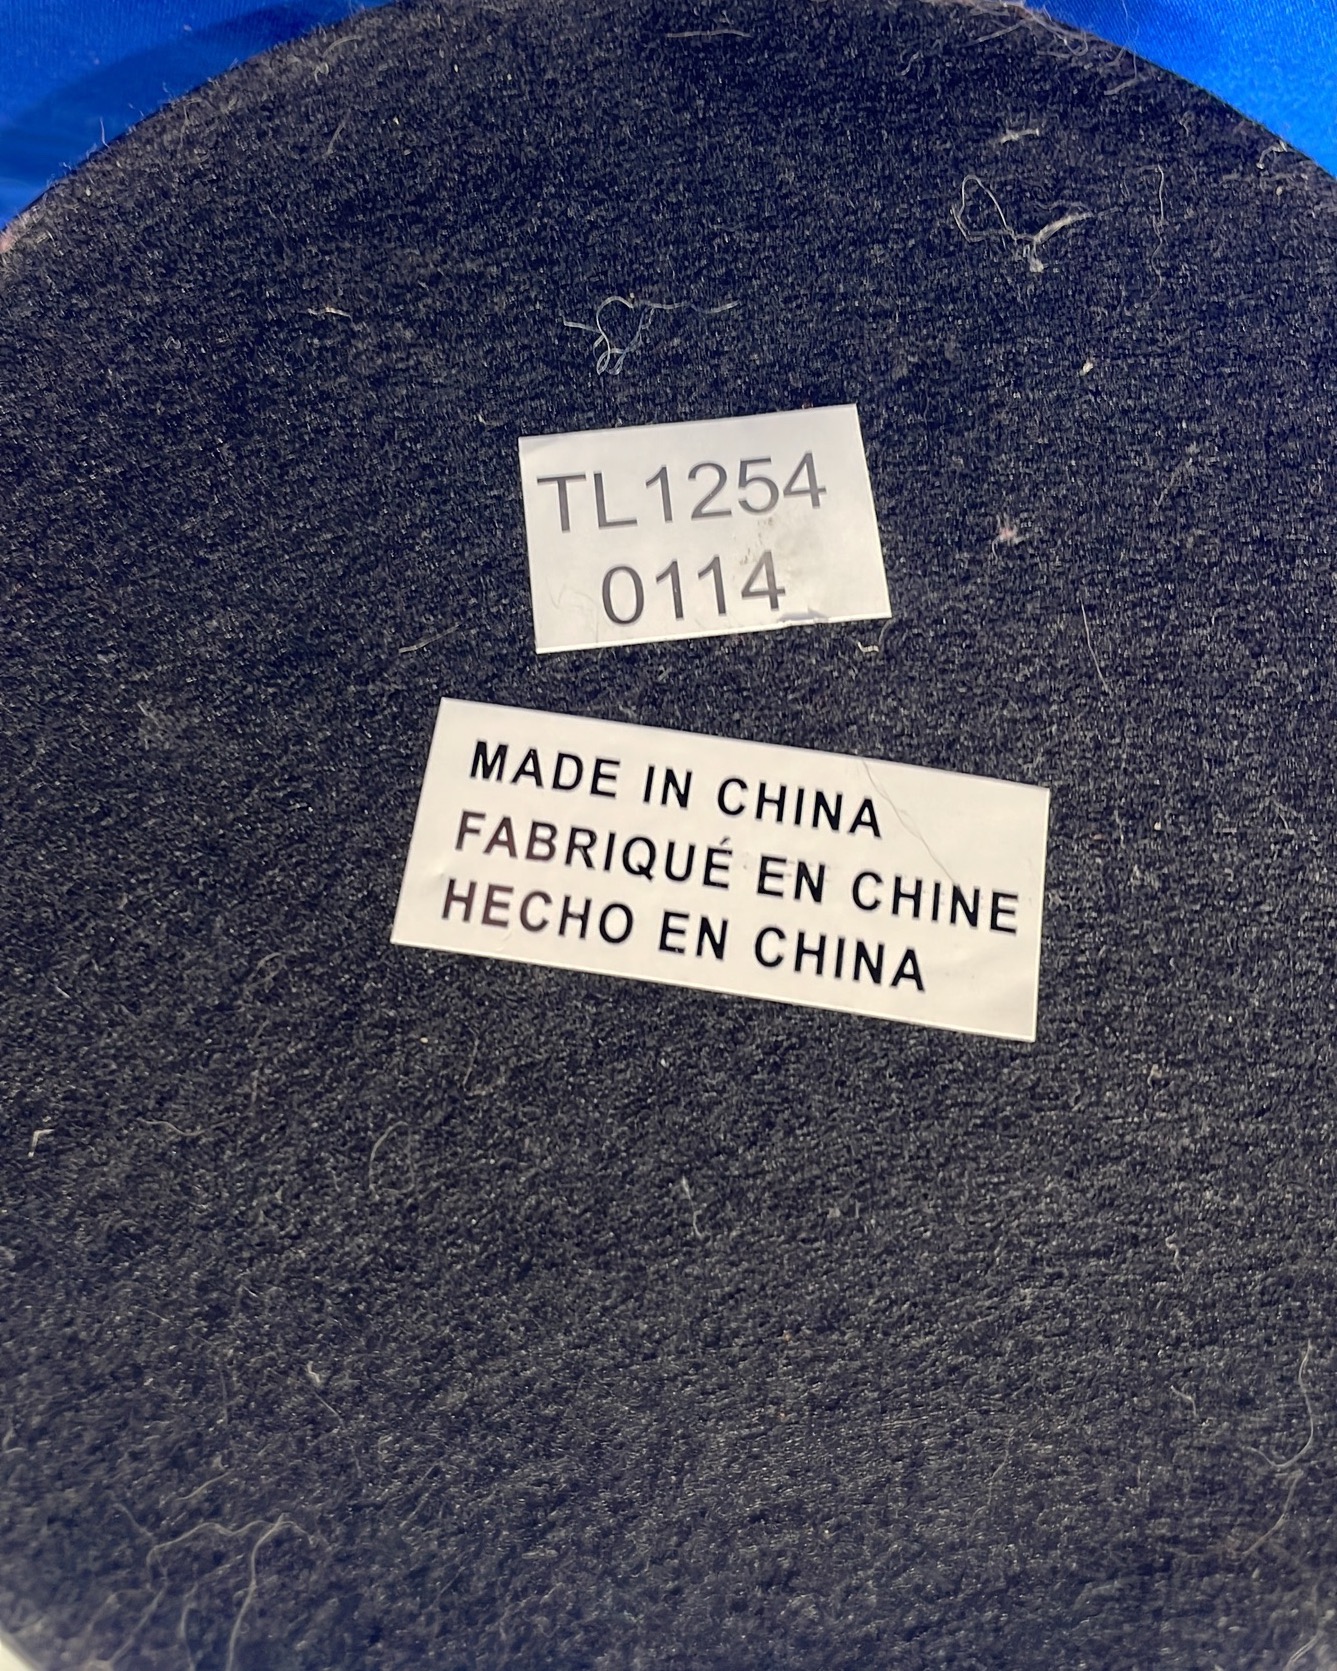 TL1254
0114
MADE IN CHINA
FABRIQUÉ EN CHINE
HECHO EN CHINA